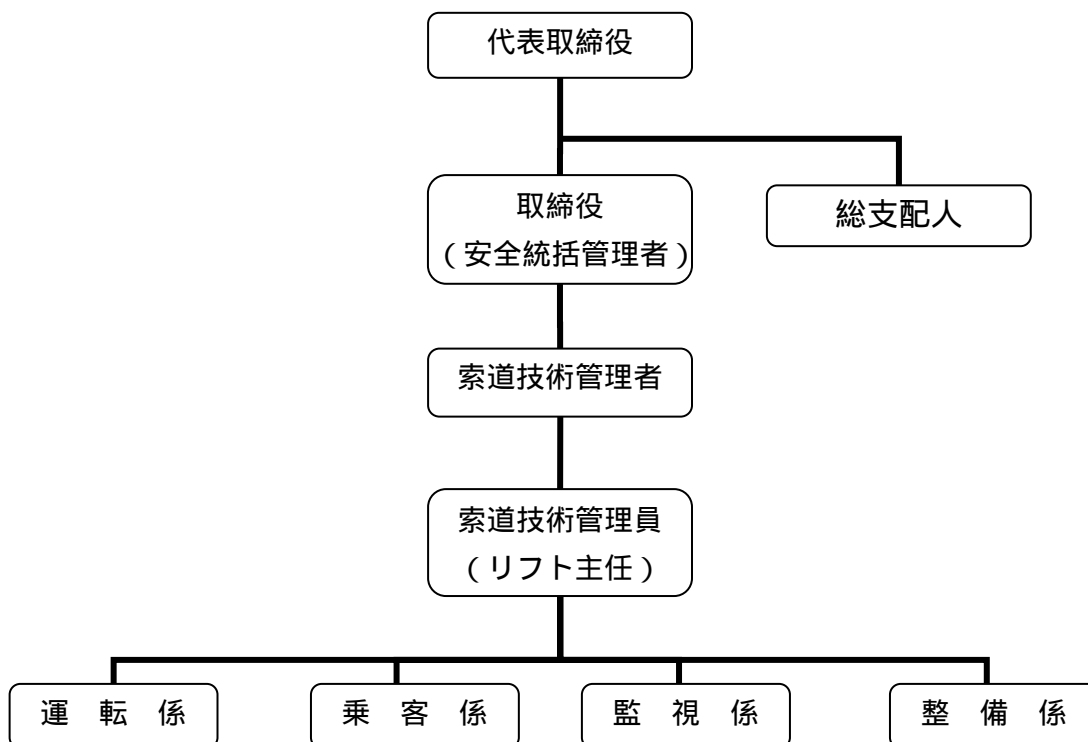 代表取締役
取締役
(安全統括管理者)
総支配人
索道技術管理者
索道技術管理員
(リフト主任)
運 転 係
乗 客 係
監 視 係
整 備 係